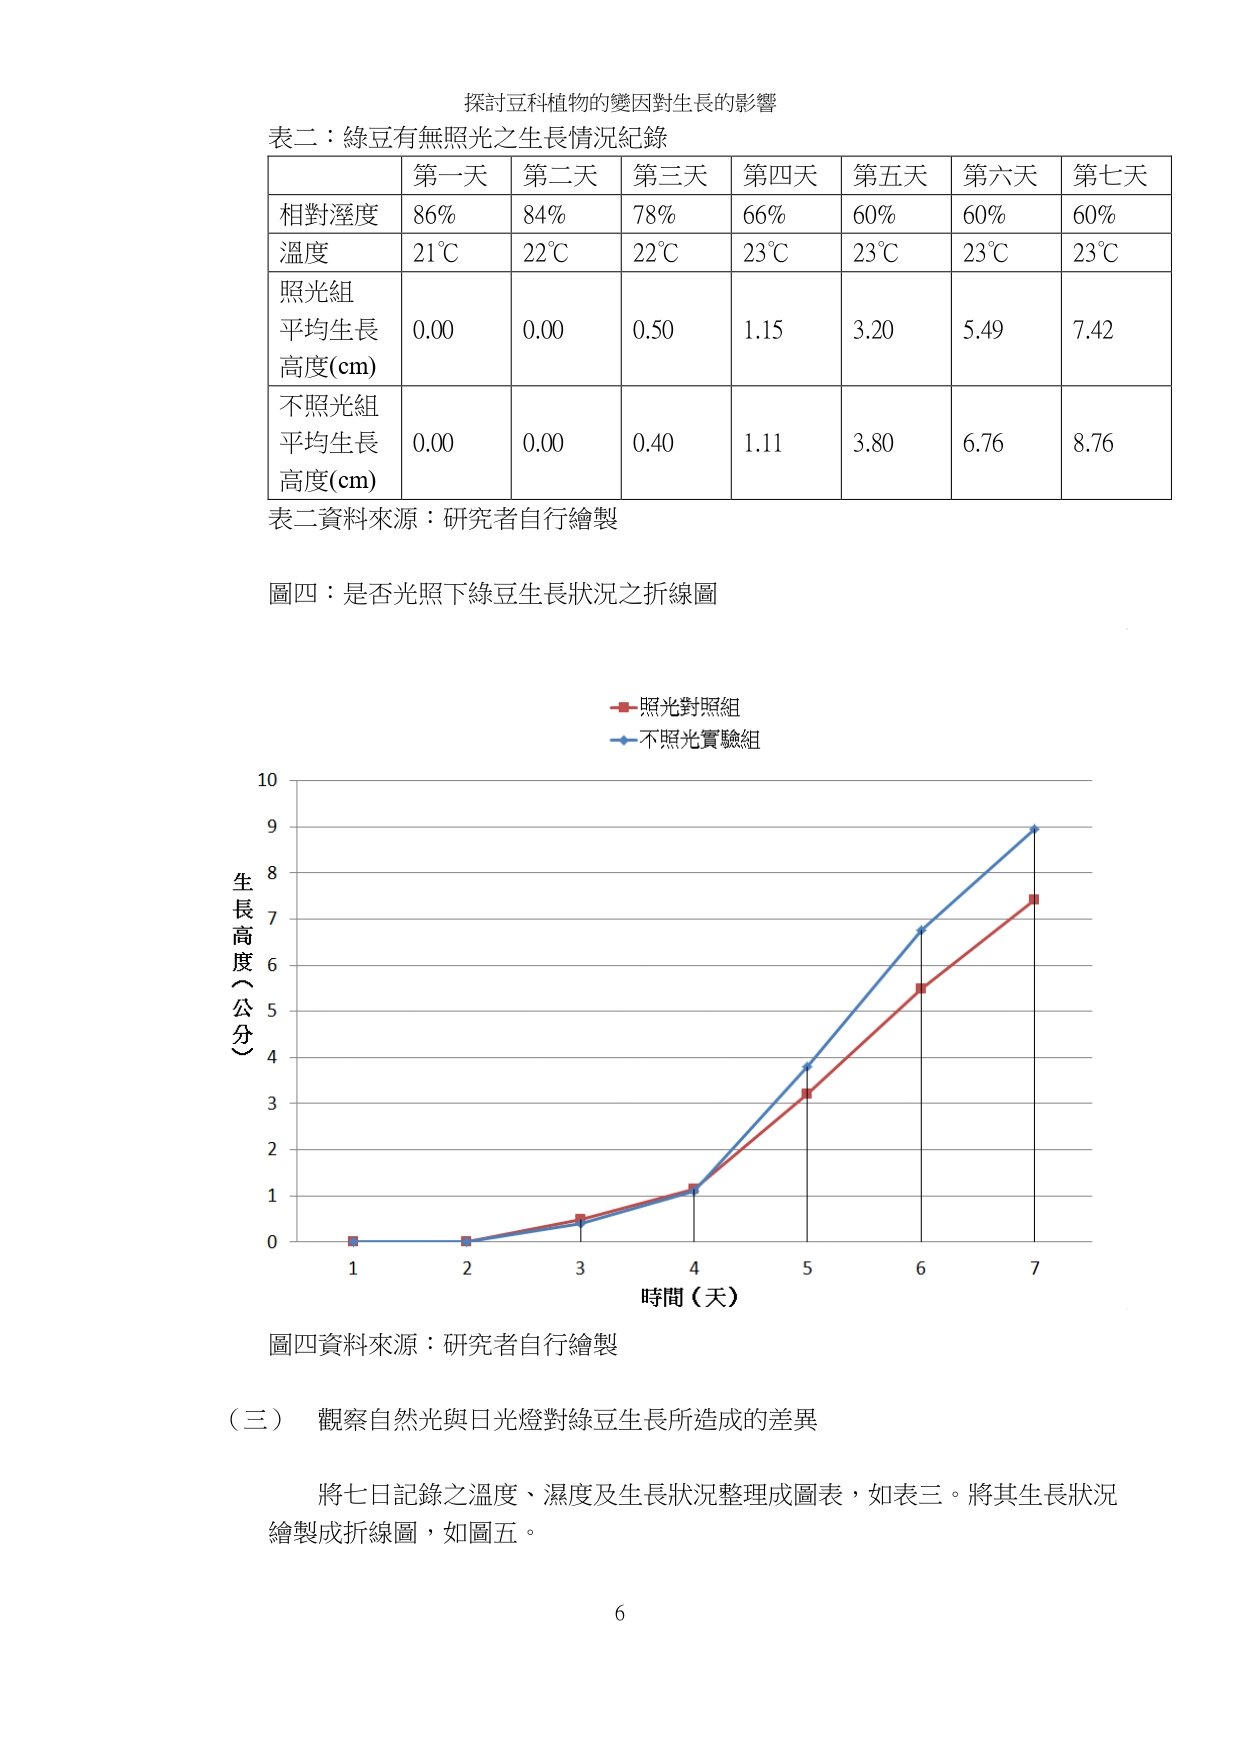 探討豆科植物的變因對生長的影響
表二：綠豆有無照光之生長情況紀錄
第一天 第二天 第三天 第四天 第五天 第六天 第七天
相對溼度 86% 84% 78% 66% 60% 60% 60%
溫度 21℃ 22℃ 22℃ 23℃ 23℃ 23℃ 23℃
照光組
平均生長 0.00 0.00 0.50 1.15 3.20 5.49 7.42
高度(cm)
不照光組
平均生長 0.00 0.00 0.40 1.11 3.80 6.76 8.76
高度(cm)
表二資料來源：研究者自行繪製
圖四：是否光照下綠豆生長狀況之折線圖
照光對照組
不照光實驗組
10
9
8
7
6
5
4
3
2
1
0
生長高度（公分）
1 2 3 4 5 6 7
時間（天）
圖四資料來源：研究者自行繪製
（三） 觀察自然光與日光燈對綠豆生長所造成的差異
將七日記錄之溫度、濕度及生長狀況整理成圖表，如表三。將其生長狀況
繪製成折線圖，如圖五。
6